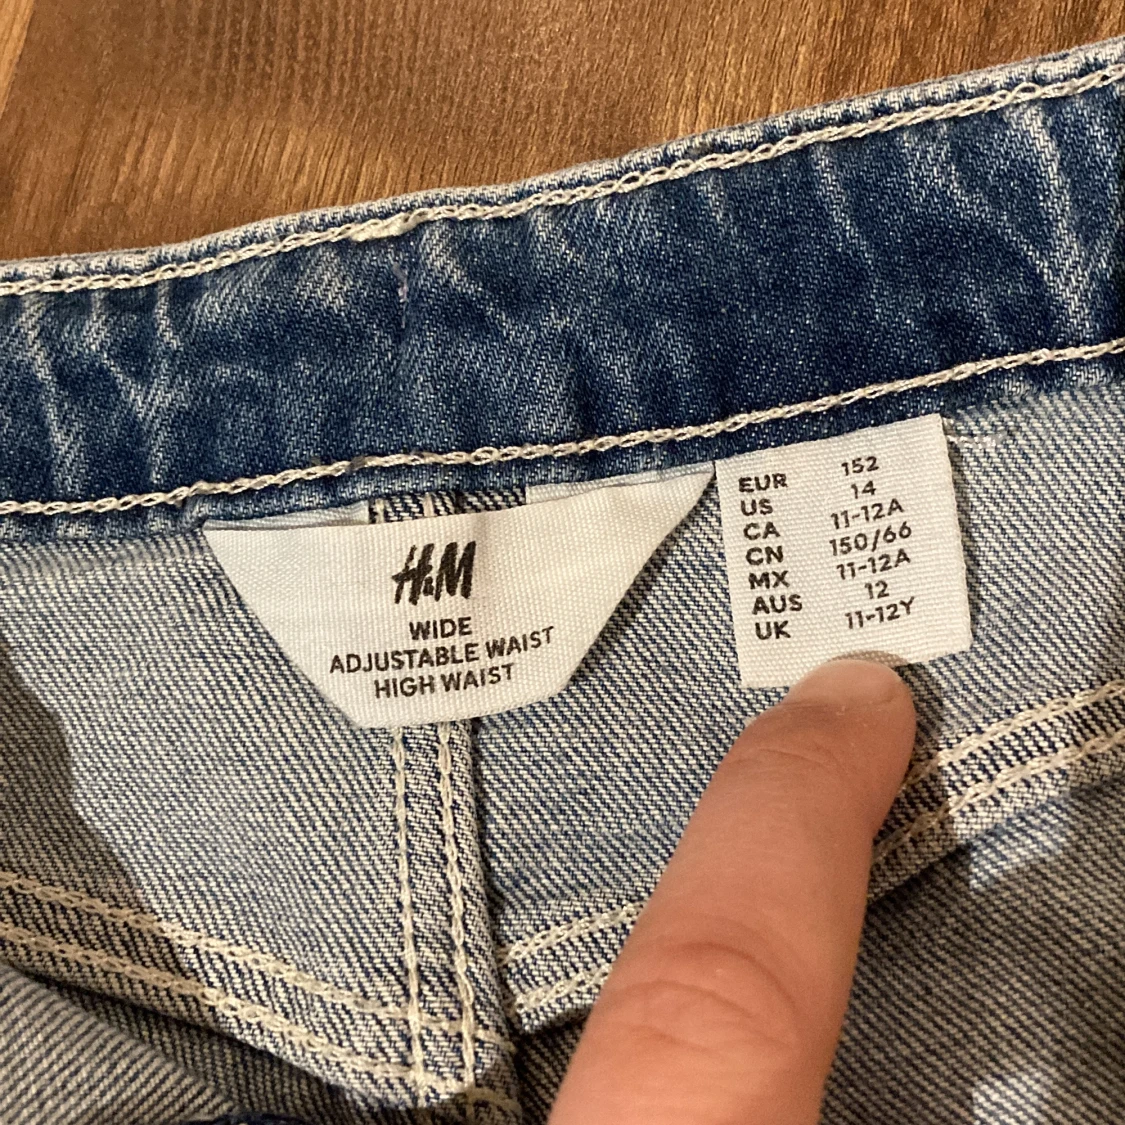 H&M
WIDE
ADJUSTABLE WAIST
HIGH WAIST
EUR 152
US 14
CA 11-12A
CN 150/66
MX 11-12A
AUS 12
UK 11-12Y